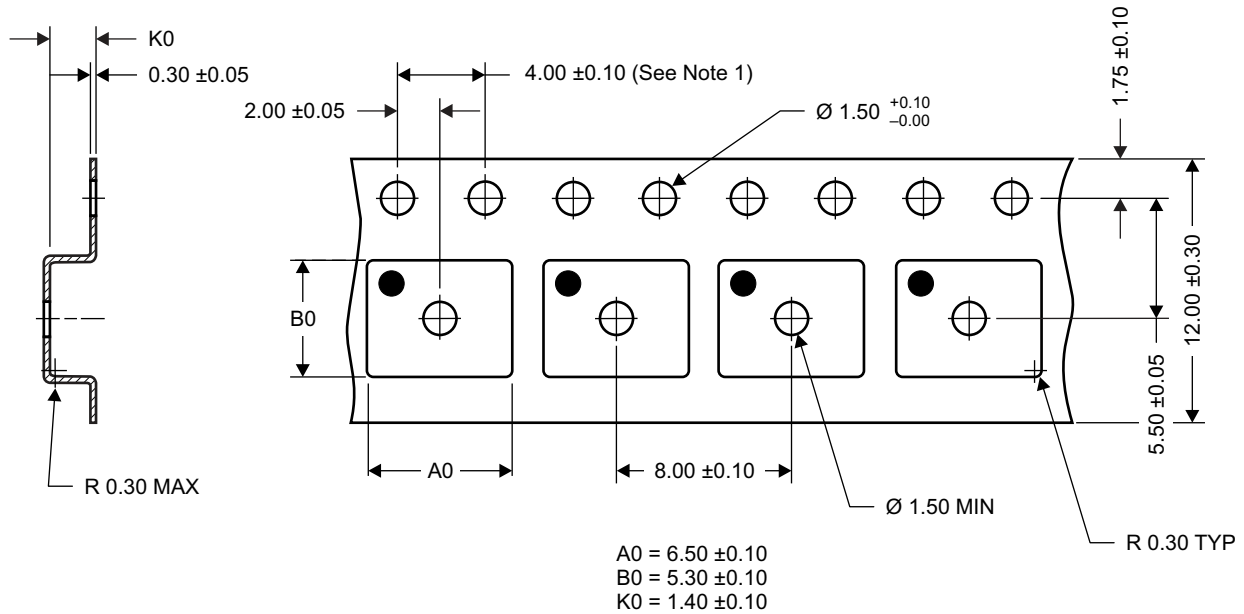 K0
0.30 ±0.05
4.00 ±0.10 (See Note 1)
2.00 ±0.05
Ø 1.50 +0.10
–0.00
1.75 ±0.10
B0
12.00 ±0.30
5.50 ±0.05
A0
8.00 ±0.10
R 0.30 MAX
Ø 1.50 MIN
R 0.30 TYP
A0 = 6.50 ±0.10
B0 = 5.30 ±0.10
K0 = 1.40 ±0.10